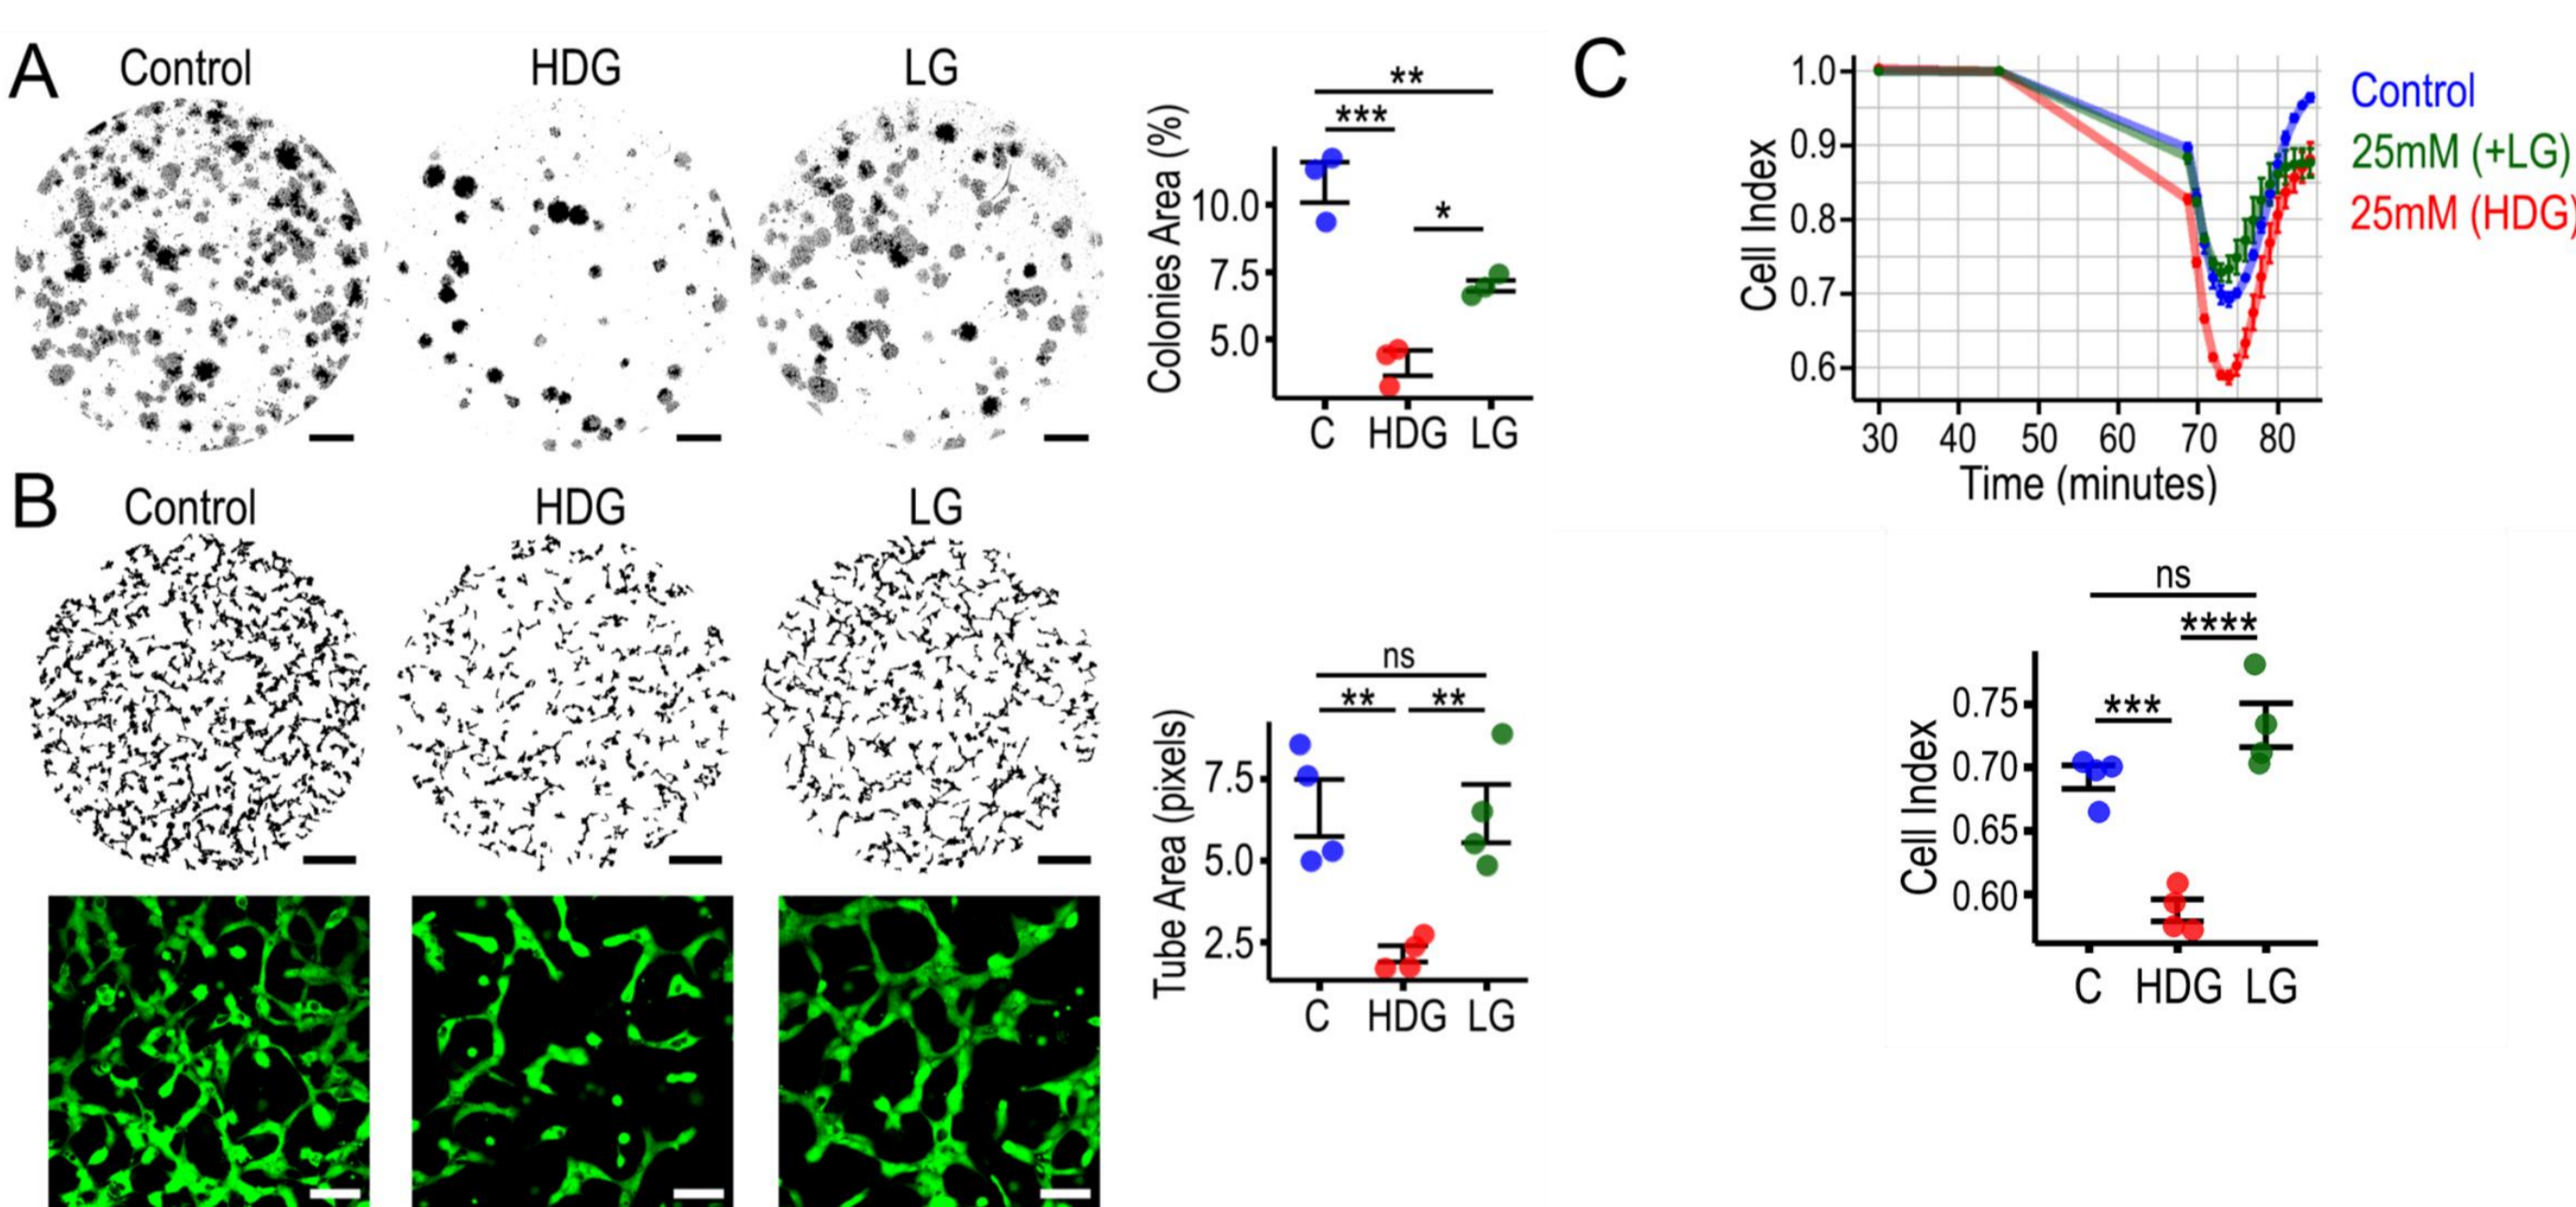 A
Control
HDG
LG
Colonies Area (%)
10.0
7.5
5.0
**
***
*
C
HDG
LG
B
Control
HDG
LG
Tube Area (pixels)
7.5
5.0
2.5
ns
**
**
C
HDG
LG
C
Cell Index
1.0
0.9
0.8
0.7
0.6
30 40 50 60 70 80
Time (minutes)
Control
25mM (+LG)
25mM (HDG)
Cell Index
0.75
0.70
0.65
0.60
ns
****
***
C
HDG
LG